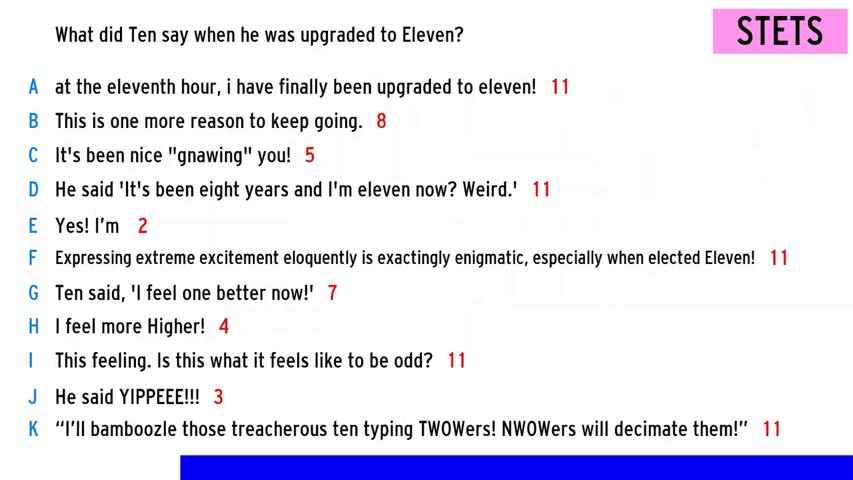 What did Ten say when he was upgraded to Eleven?
STETS
A at the eleventh hour, i have finally been upgraded to eleven! 11
B This is one more reason to keep going. 8
C It's been nice "gnawing" you! 5
D He said 'It's been eight years and I'm eleven now? Weird.' 11
E Yes! I’m 2
F Expressing extreme excitement eloquently is exactingly enigmatic, especially when elected Eleven! 11
G Ten said, 'I feel one better now!' 7
H I feel more Higher! 4
I This feeling. Is this what it feels like to be odd? 11
J He said YIPPEEE!!! 3
K “I’ll bamboozle those treacherous ten typing TWOWers! NWOWers will decimate them!” 11